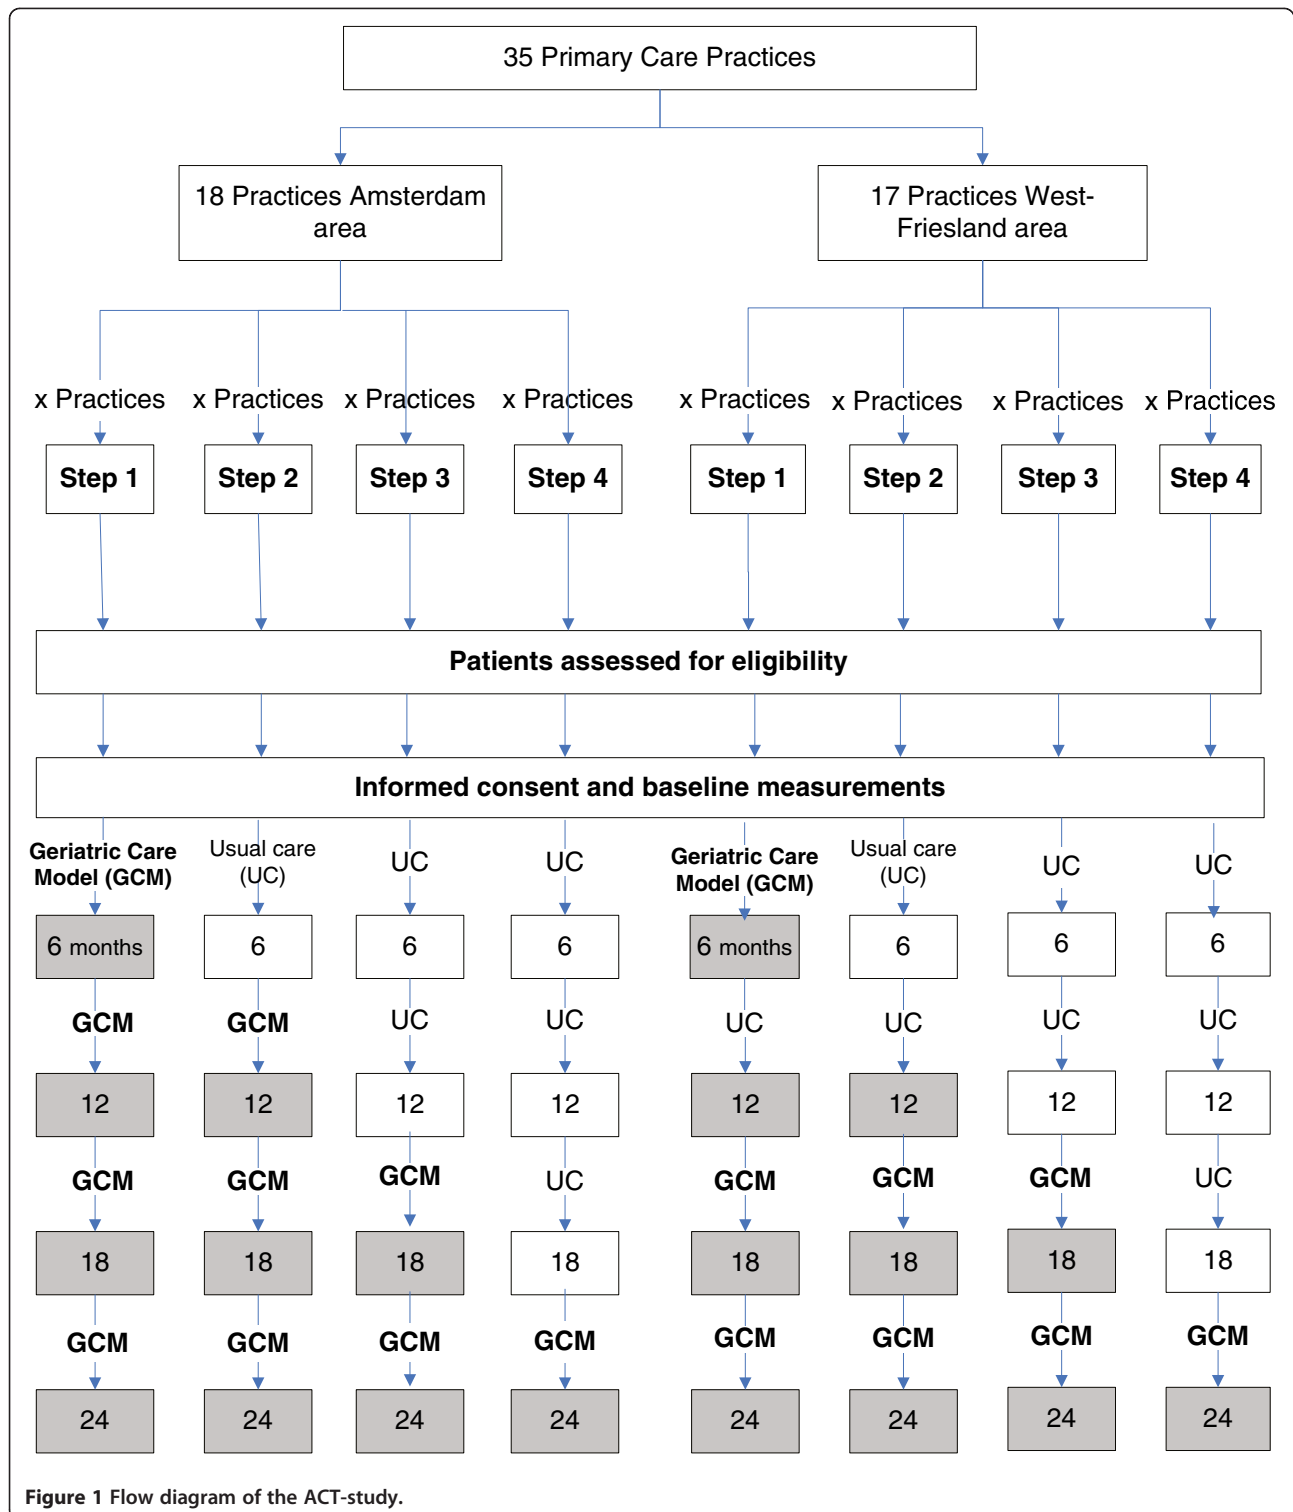 35 Primary Care Practices
18 Practices Amsterdam
area
17 Practices West-
Friesland area
x Practices x Practices x Practices x Practices x Practices x Practices x Practices x Practices
Step 1 Step 2 Step 3 Step 4 Step 1 Step 2 Step 3 Step 4
Patients assessed for eligibility
Informed consent and baseline measurements
Geriatric Care
Model (GCM)
Usual care
(UC)
UC
UC
Geriatric Care
Model (GCM)
Usual care
(UC)
UC
UC
6 months 6 6 6 6 months 6 6 6
GCM GCM UC UC UC UC UC UC
12 12 12 12 12 12 12 12
GCM GCM GCM UC GCM GCM GCM UC
18 18 18 18 18 18 18 18
GCM GCM GCM GCM GCM GCM GCM GCM
24 24 24 24 24 24 24 24
Figure 1 Flow diagram of the ACT-study.